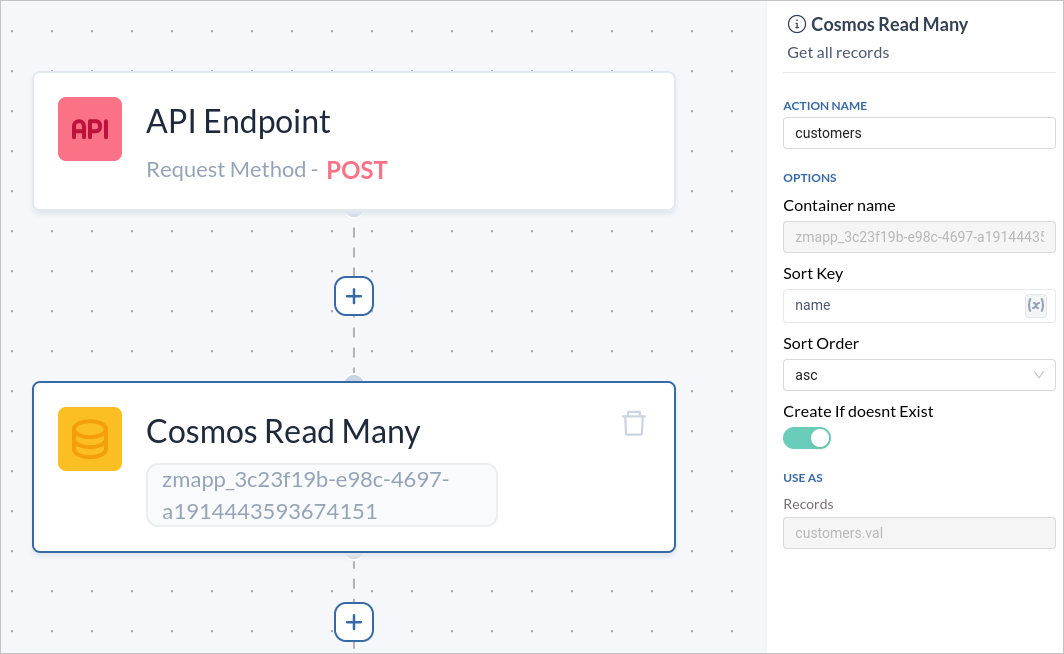 API
API Endpoint
Request Method - POST
Cosmos Read Many
zmapp_3c23f19b-e98c-4697-
a1914443593674151
Cosmos Read Many
Get all records
ACTION NAME
customers
OPTIONS
Container name
zmapp_3c23f19b-e98c-4697-a19144435
Sort Key
name
(x)
Sort Order
asc
Create If doesnt Exist
USE AS
Records
customers.val